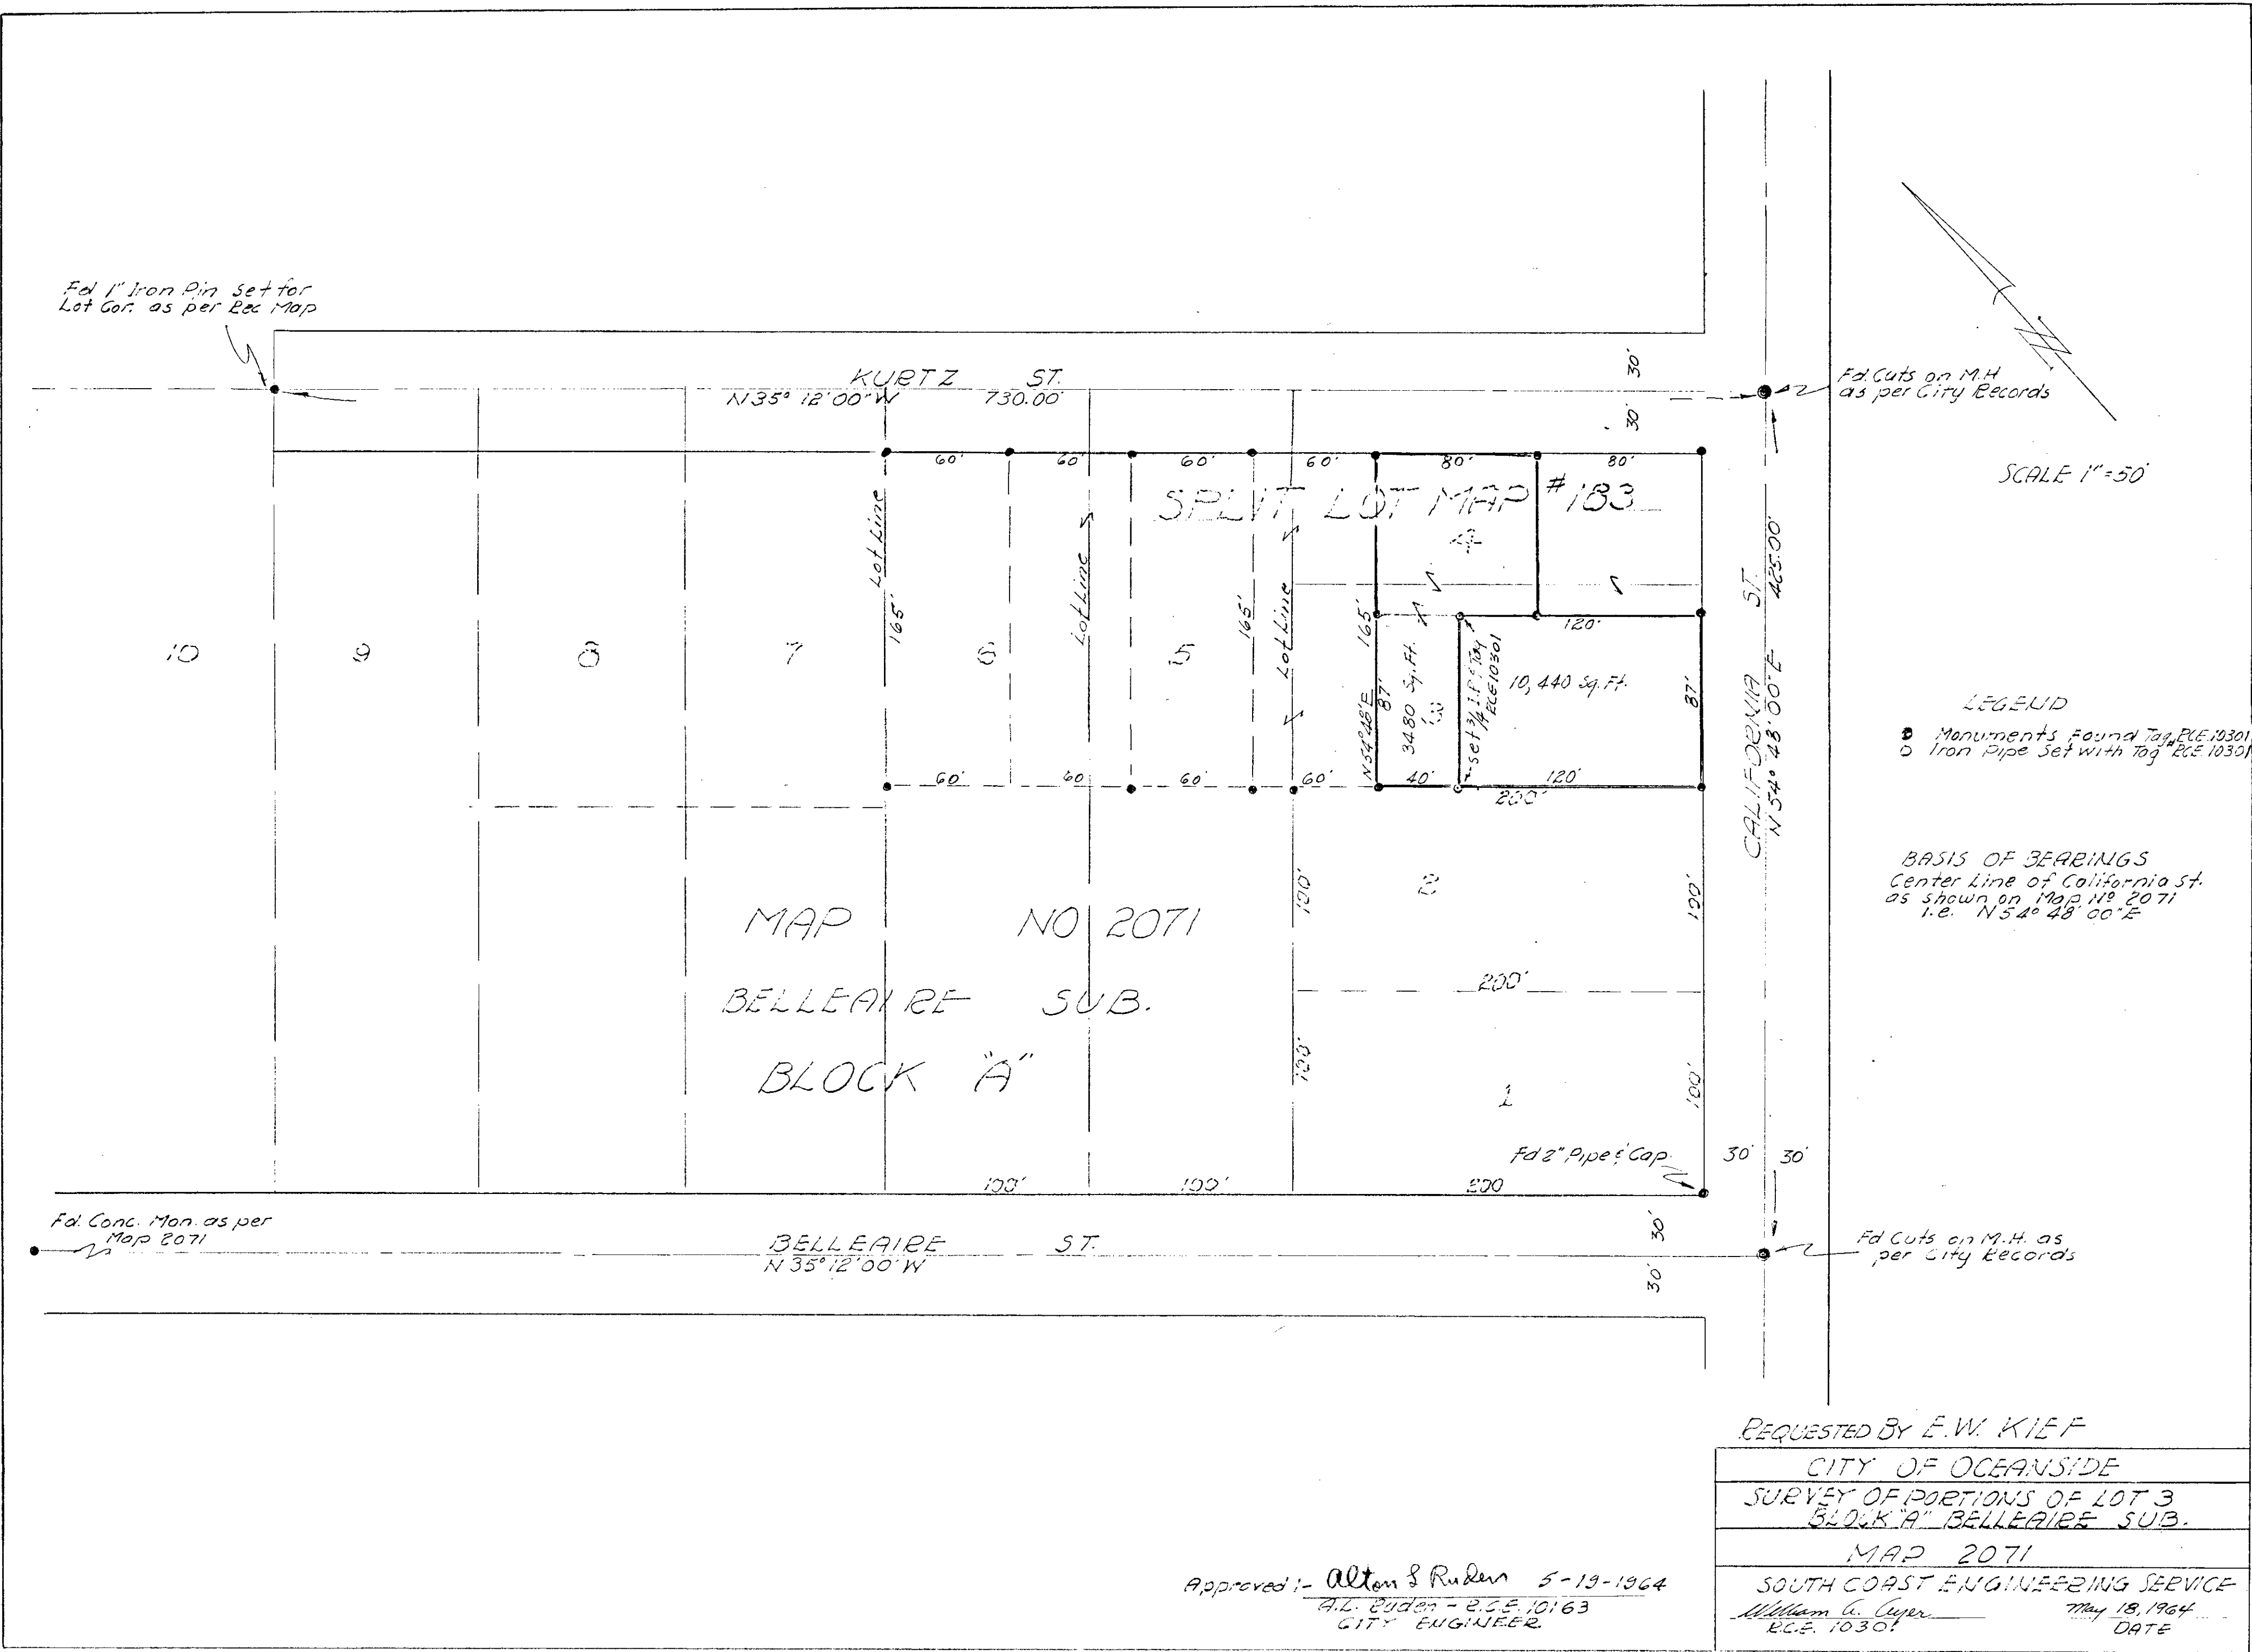 Fd 1" Iron Pin set for
Lot Cor. as per Rec Map
KURTZ ST.
N 35° 12' 00" W 730.00'
30'
30'
Fd. Cuts on M.H
as per City Records
SCALE 1" = 50'
60'
60'
60'
60'
80'
80'
SPLIT LOT MAP # 183
4
Lot Line
165'
Lot Line
165'
Lot Line
165'
N 54° 48' E
87'
3480 Sq. Ft.
3
set 3/4 I.P. & Tag
RCE 10301
120'
10,440 Sq. Ft.
87'
CALIFORNIA ST.
N 54° 48' 00" E 425.00'
10
9
8
7
6
5
LEGEND
Monuments Found Tag RCE. 10301
Iron Pipe Set with Tag "RCE 10301
60'
60
60'
60'
40'
120'
200'
BASIS OF BEARINGS
Center Line of California St.
as shown on Map No 2071
i.e. N 54° 48' 00" E
2
100'
100'
MAP NO 2071
BELLEAIRE SUB.
BLOCK "A"
200'
100'
100'
1
Fd 2" Pipe & Cap.
30' 30'
100'
100'
200
Fd. Conc. Mon. as per
Map 2071
BELLEAIRE ST.
N 35° 12' 00" W
30'
30'
Fd Cuts on M.H. as
per City Records
REQUESTED BY E.W. KIEF
CITY OF OCEANSIDE
SURVEY OF PORTIONS OF LOT 3
BLOCK "A" BELLEAIRE SUB.
MAP 2071
SOUTH COAST ENGINEERING SERVICE
William G. Ayer May 18, 1964
R.C.E. 10301 DATE
Approved :- Alton L Ruden 5-19-1964
A.L. Ruden - R.C.E. 10163
CITY ENGINEER